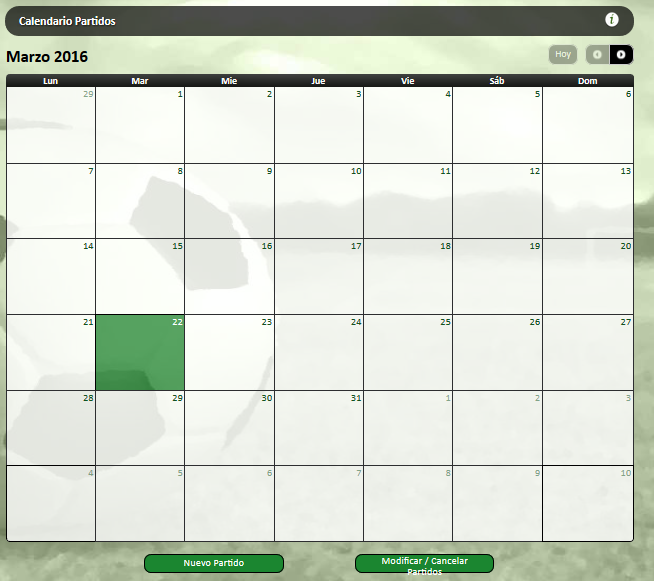 Calendario Partidos i
Marzo 2016 Hoy
Lun Mar Mie Jue Vie Sáb Dom
29 1 2 3 4 5 6
7 8 9 10 11 12 13
14 15 16 17 18 19 20
21 22 23 24 25 26 27
28 29 30 31 1 2 3
4 5 6 7 8 9 10
Nuevo Partido Modificar / Cancelar
Partidos